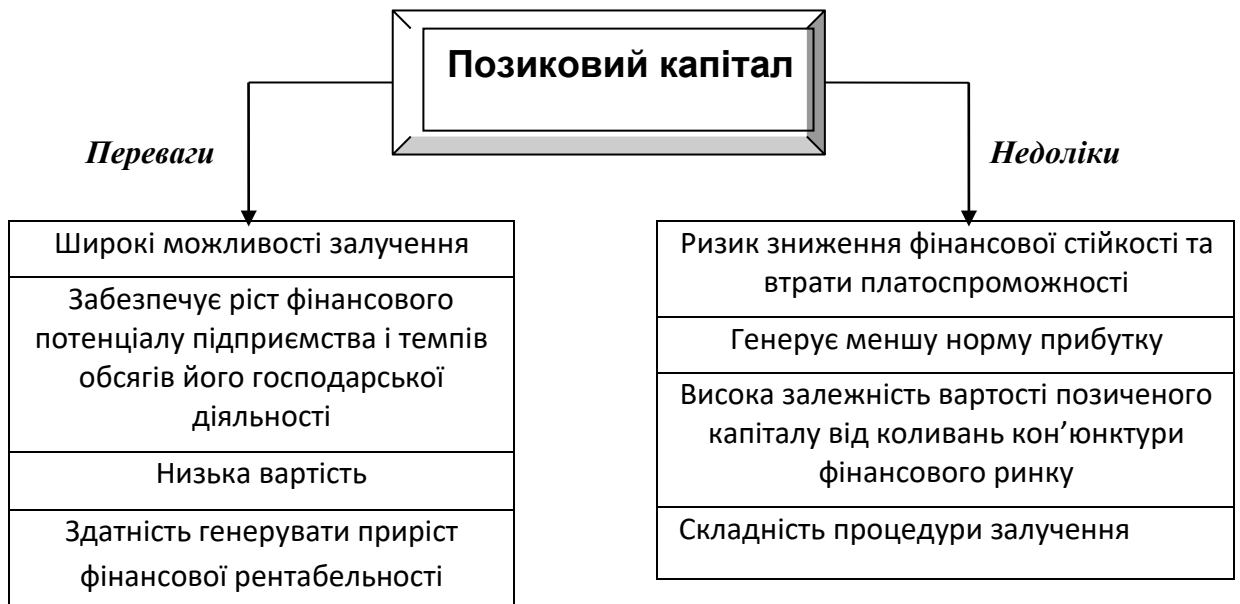 Позиковий капітал
Переваги
Недоліки
Широкі можливості залучення
Забезпечує ріст фінансового
потенціалу підприємства і темпів
обсягів його господарської
діяльності
Низька вартість
Здатність генерувати приріст
фінансової рентабельності
Ризик зниження фінансової стійкості та
втрати платоспроможності
Генерує меншу норму прибутку
Висока залежність вартості позиченого
капіталу від коливань кон’юнктури
фінансового ринку
Складність процедури залучення